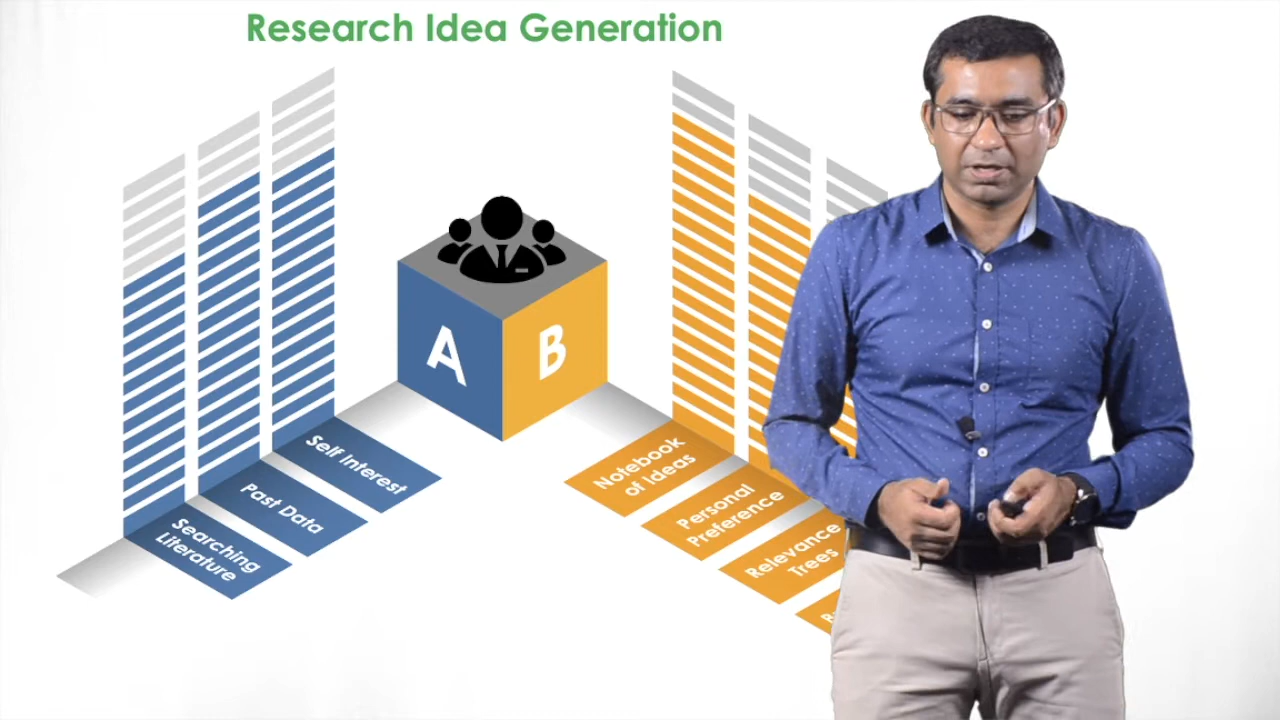 Research Idea Generation
A
B
Self Interest
Past Data
Searching
Literature
Notebook
of Ideas
Personal
Preference
Relevance
Trees